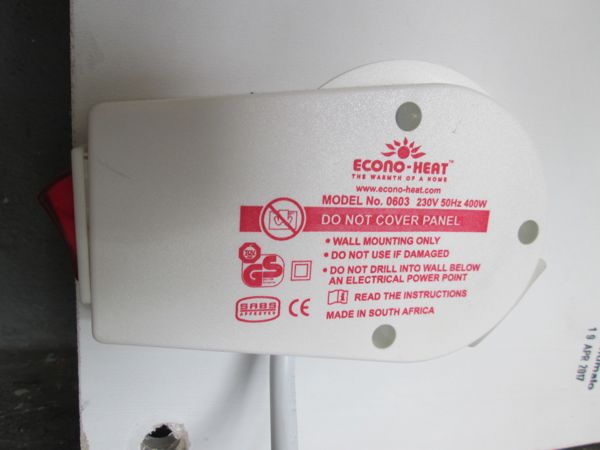 ECONO-HEAT™
THE WARMTH OF A HOME
www.econo-heat.com
MODEL No. 0603 230V 50Hz 400W
DO NOT COVER PANEL
• WALL MOUNTING ONLY
• DO NOT USE IF DAMAGED
• DO NOT DRILL INTO WALL BELOW
AN ELECTRICAL POWER POINT
READ THE INSTRUCTIONS
MADE IN SOUTH AFRICA
TÜV
GS
SABS
APPROVED
CE
19 APR 2017